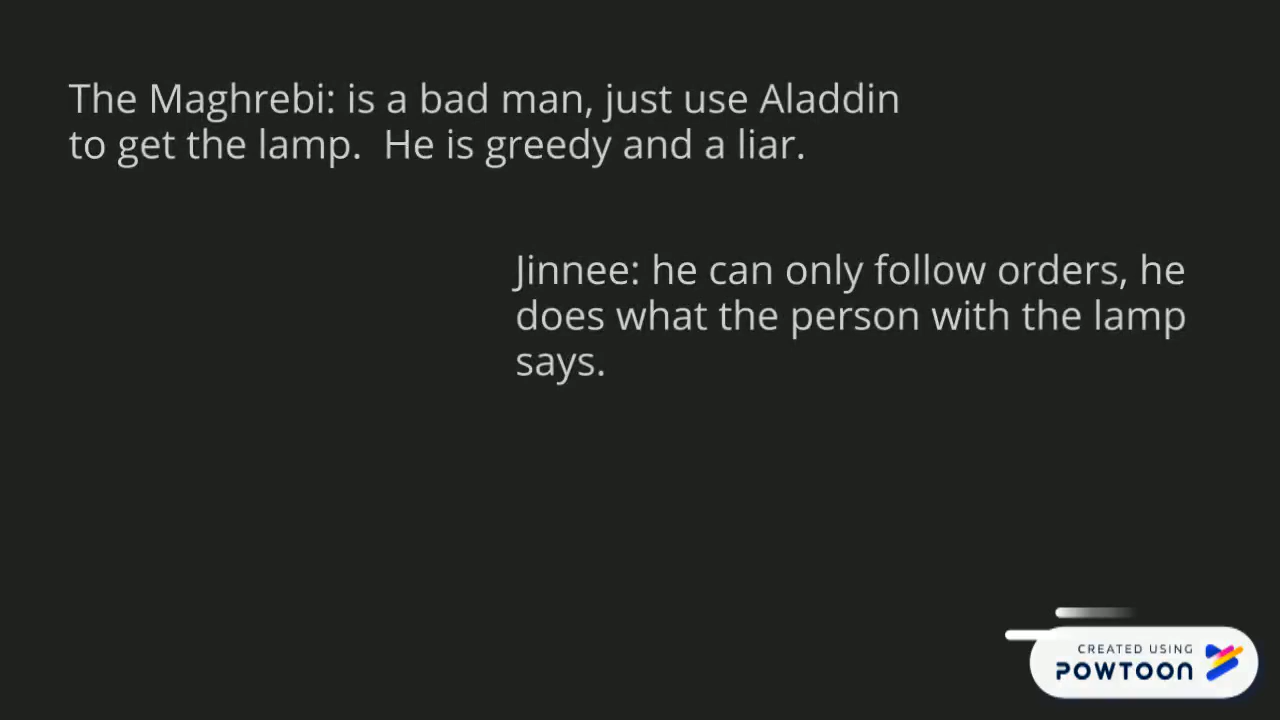 The Maghrebi: is a bad man, just use Aladdin
to get the lamp.  He is greedy and a liar.
Jinnee: he can only follow orders, he
does what the person with the lamp
says.
CREATED USING
POWTOON